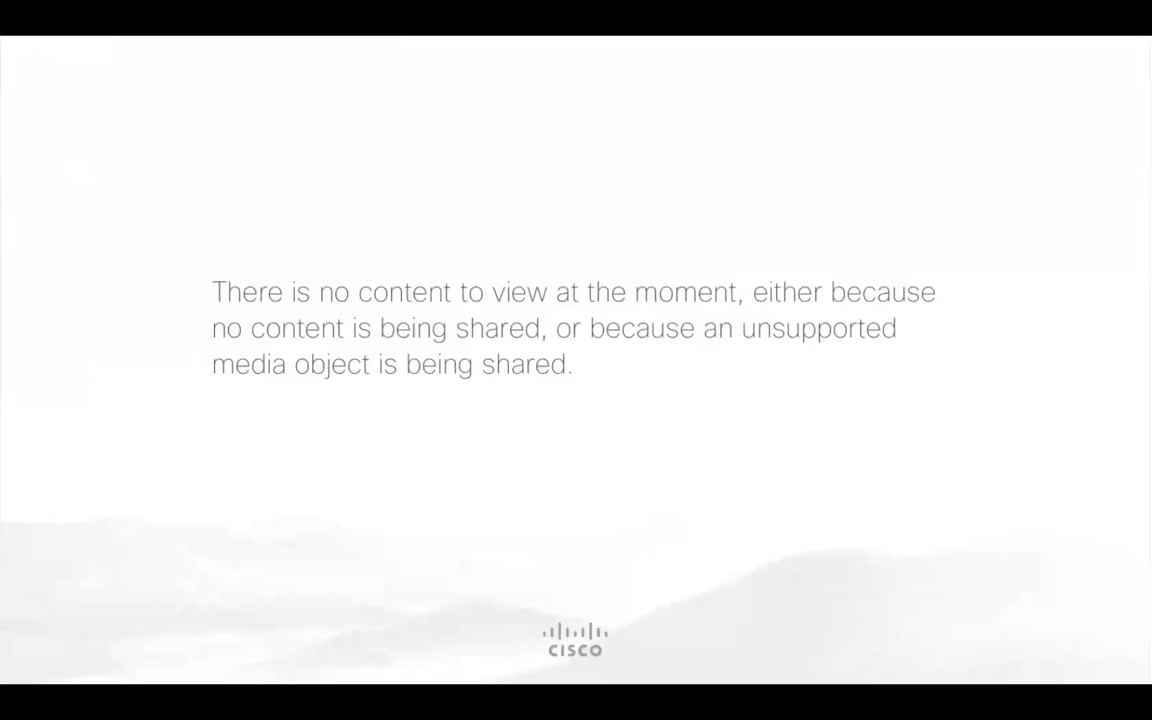 There is no content to view at the moment, either because
no content is being shared, or because an unsupported
media object is being shared.
CISCO